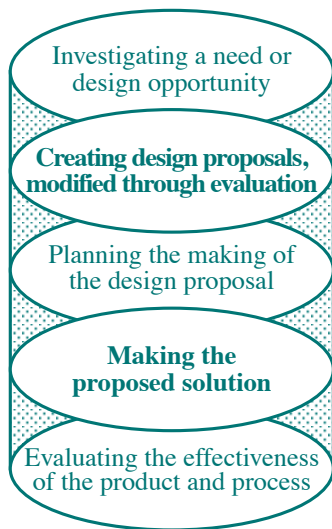 Investigating a need or
design opportunity
Creating design proposals,
modified through evaluation
Planning the making of
the design proposal
Making the
proposed solution
Evaluating the effectiveness
of the product and process